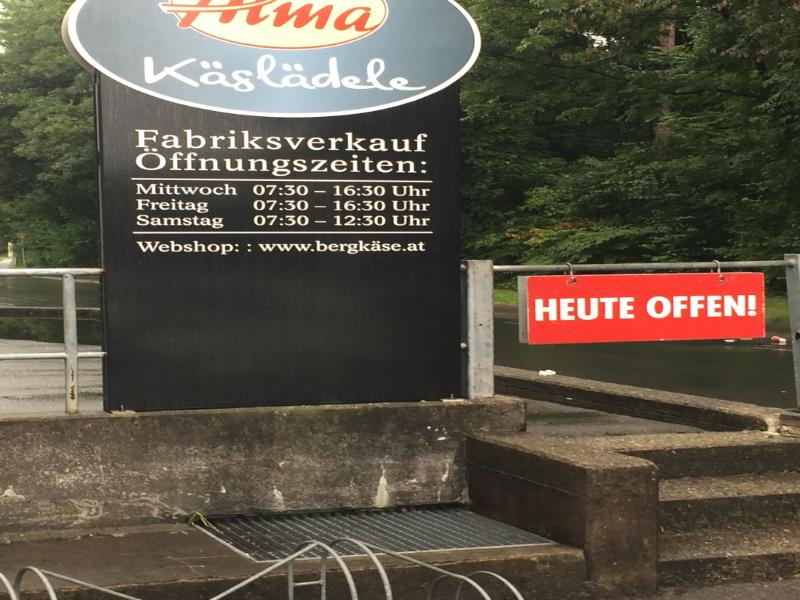 Alma
Käslädele
Fabriksverkauf
Öffnungszeiten:
Mittwoch 07:30 – 16:30 Uhr
Freitag 07:30 – 16:30 Uhr
Samstag 07:30 – 12:30 Uhr
Webshop: : www.bergkäse.at
HEUTE OFFEN!